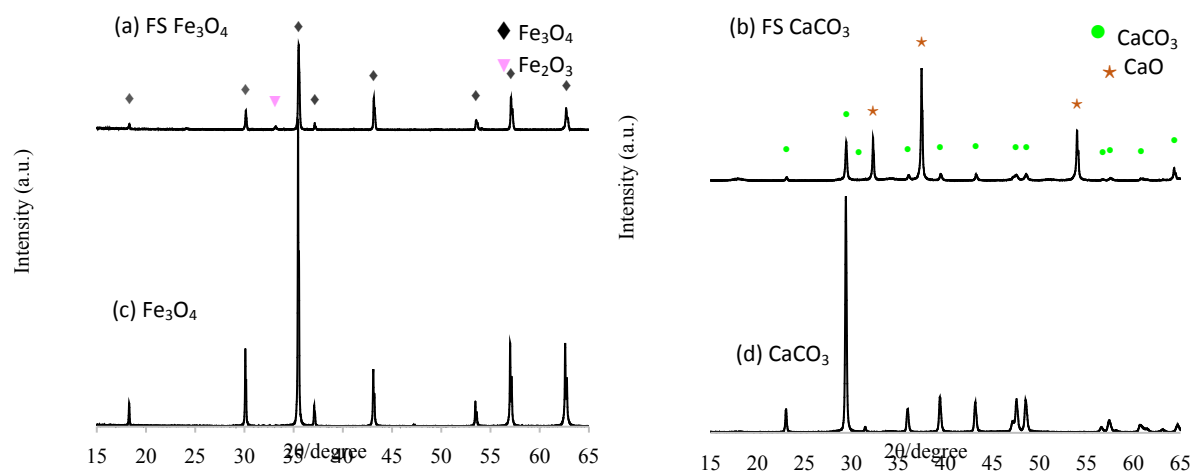 (a) FS Fe₃O₄
Fe₃O₄
Fe₂O₃
Intensity (a.u.)
(c) Fe₃O₄
15 20 25 30 35 40 45 50 55 60 65
2θ/degree
(b) FS CaCO₃
CaCO₃
CaO
Intensity (a.u.)
(d) CaCO₃
15 20 25 30 35 40 45 50 55 60 65
2θ/degree